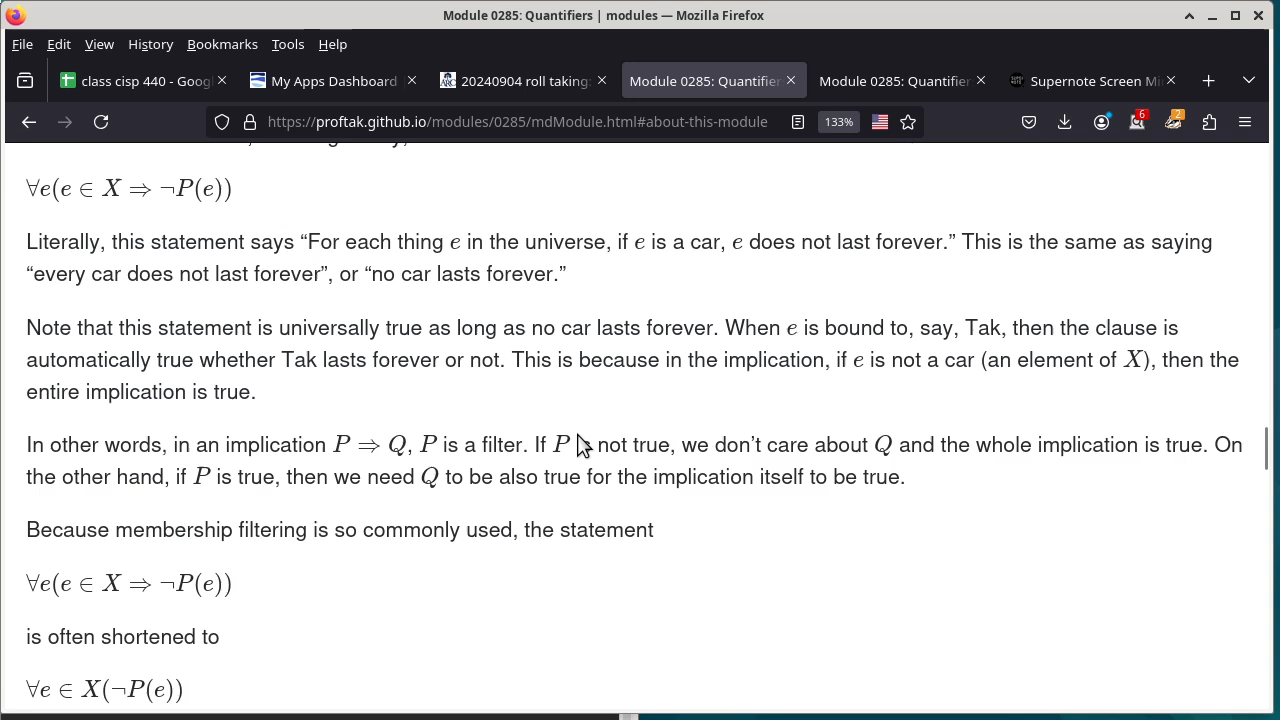 Module 0285: Quantifiers | modules — Mozilla Firefox
File Edit View History Bookmarks Tools Help
class cisp 440 - Googl My Apps Dashboard 20240904 roll taking: Module 0285: Quantifier Module 0285: Quantifier Supernote Screen Mi
https://proftak.github.io/modules/0285/mdModule.html#about-this-module 133% 6 2
∀e(e ∈ X ⇒ ¬P(e))
Literally, this statement says “For each thing e in the universe, if e is a car, e does not last forever.” This is the same as saying
“every car does not last forever”, or “no car lasts forever.”
Note that this statement is universally true as long as no car lasts forever. When e is bound to, say, Tak, then the clause is
automatically true whether Tak lasts forever or not. This is because in the implication, if e is not a car (an element of X), then the
entire implication is true.
In other words, in an implication P ⇒ Q, P is a filter. If P not true, we don’t care about Q and the whole implication is true. On
the other hand, if P is true, then we need Q to be also true for the implication itself to be true.
Because membership filtering is so commonly used, the statement
∀e(e ∈ X ⇒ ¬P(e))
is often shortened to
∀e ∈ X(¬P(e))